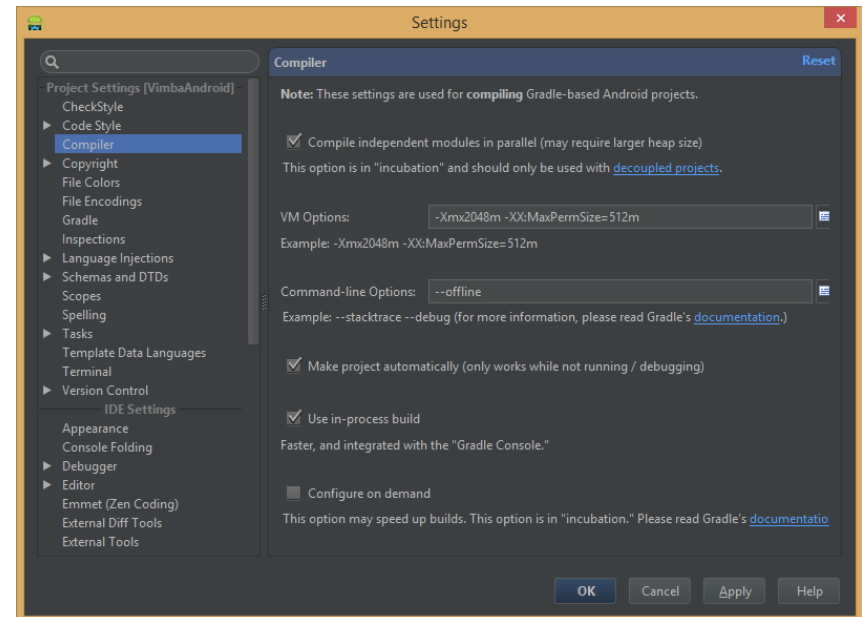 Settings
Project Settings [VimbaAndroid]
CheckStyle
Code Style
Compiler
Copyright
File Colors
File Encodings
Gradle
Inspections
Language Injections
Schemas and DTDs
Scopes
Spelling
Tasks
Template Data Languages
Terminal
Version Control
IDE Settings
Appearance
Console Folding
Debugger
Editor
Emmet (Zen Coding)
External Diff Tools
External Tools
Compiler
Reset
Note: These settings are used for compiling Gradle-based Android projects.
Compile independent modules in parallel (may require larger heap size)
This option is in "incubation" and should only be used with decoupled projects.
VM Options: -Xmx2048m -XX:MaxPermSize=512m
Example: -Xmx2048m -XX:MaxPermSize=512m
Command-line Options: --offline
Example: --stacktrace --debug (for more information, please read Gradle's documentation.)
Make project automatically (only works while not running / debugging)
Use in-process build
Faster, and integrated with the "Gradle Console."
Configure on demand
This option may speed up builds. This option is in "incubation." Please read Gradle's documentatio
OK Cancel Apply Help